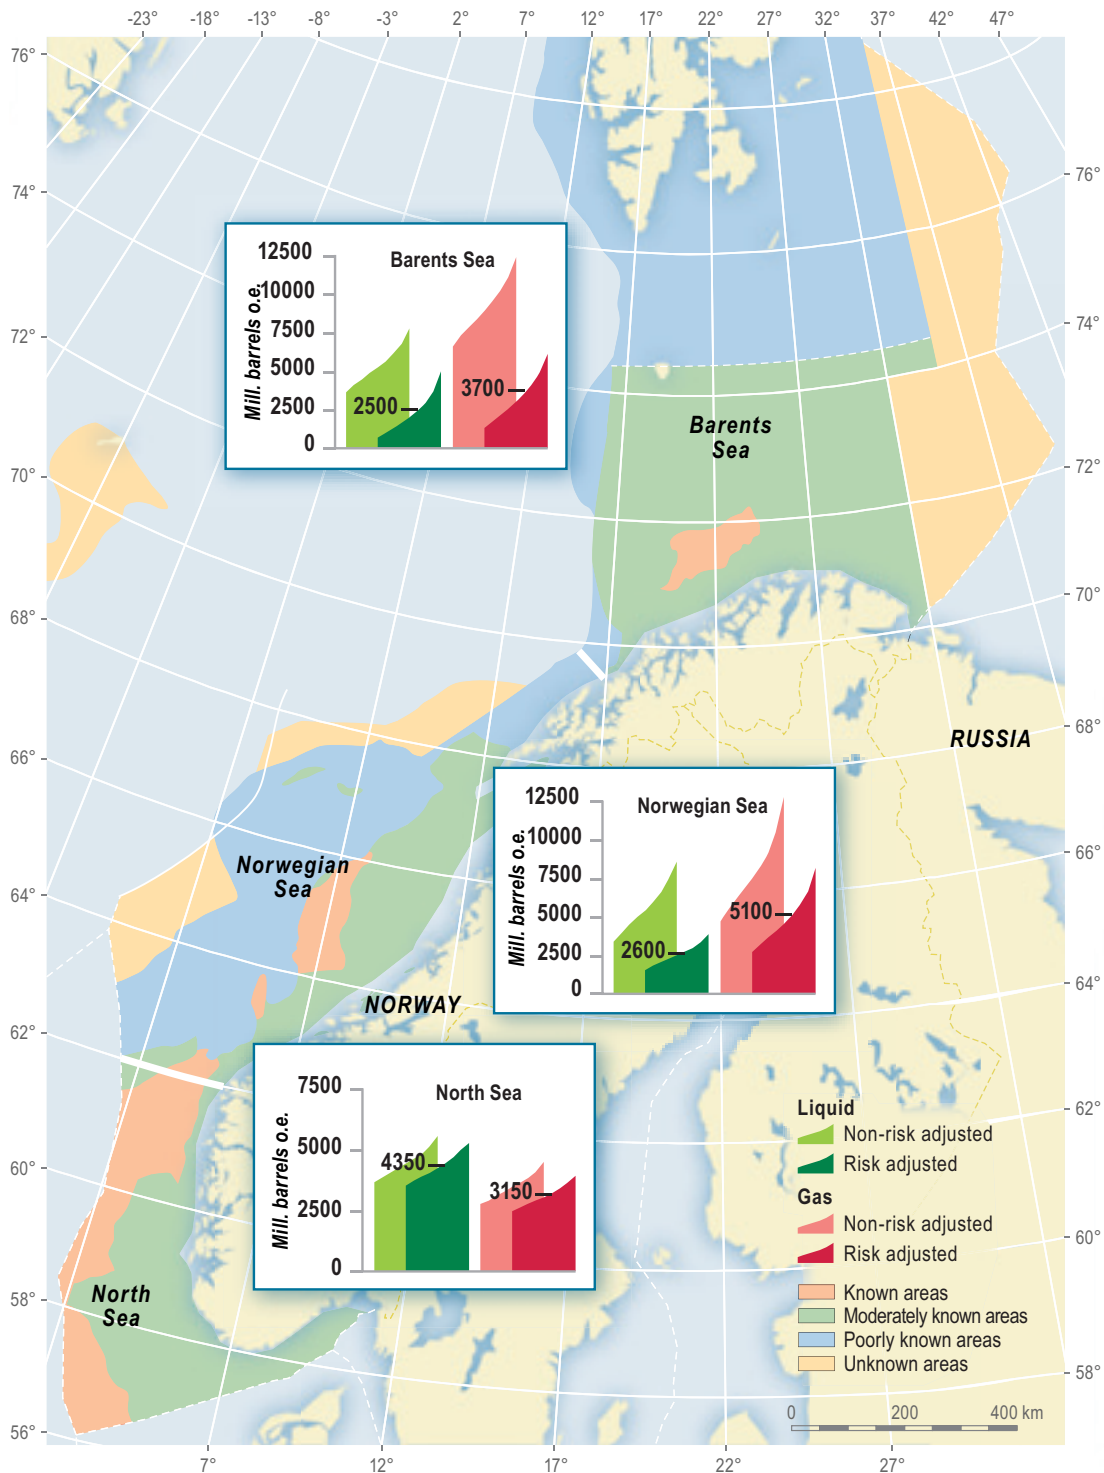 -23° -18° -13° -8° -3° 2° 7° 12° 17° 22° 27° 32° 37° 42° 47°
76°
74°
72°
70°
68°
66°
64°
62°
60°
58°
56°
76°
74°
72°
70°
68°
66°
64°
62°
60°
58°
Barents Sea
Mill. barrels o.e.
12500
10000
7500
5000
2500
0
2500
3700
Barents
Sea
RUSSIA
Norwegian Sea
Mill. barrels o.e.
12500
10000
7500
5000
2500
0
2600
5100
Norwegian
Sea
NORWAY
North Sea
Mill. barrels o.e.
7500
5000
2500
0
4350
3150
North
Sea
Liquid
Non-risk adjusted
Risk adjusted
Gas
Non-risk adjusted
Risk adjusted
Known areas
Moderately known areas
Poorly known areas
Unknown areas
0 200 400 km
7° 12° 17° 22° 27°